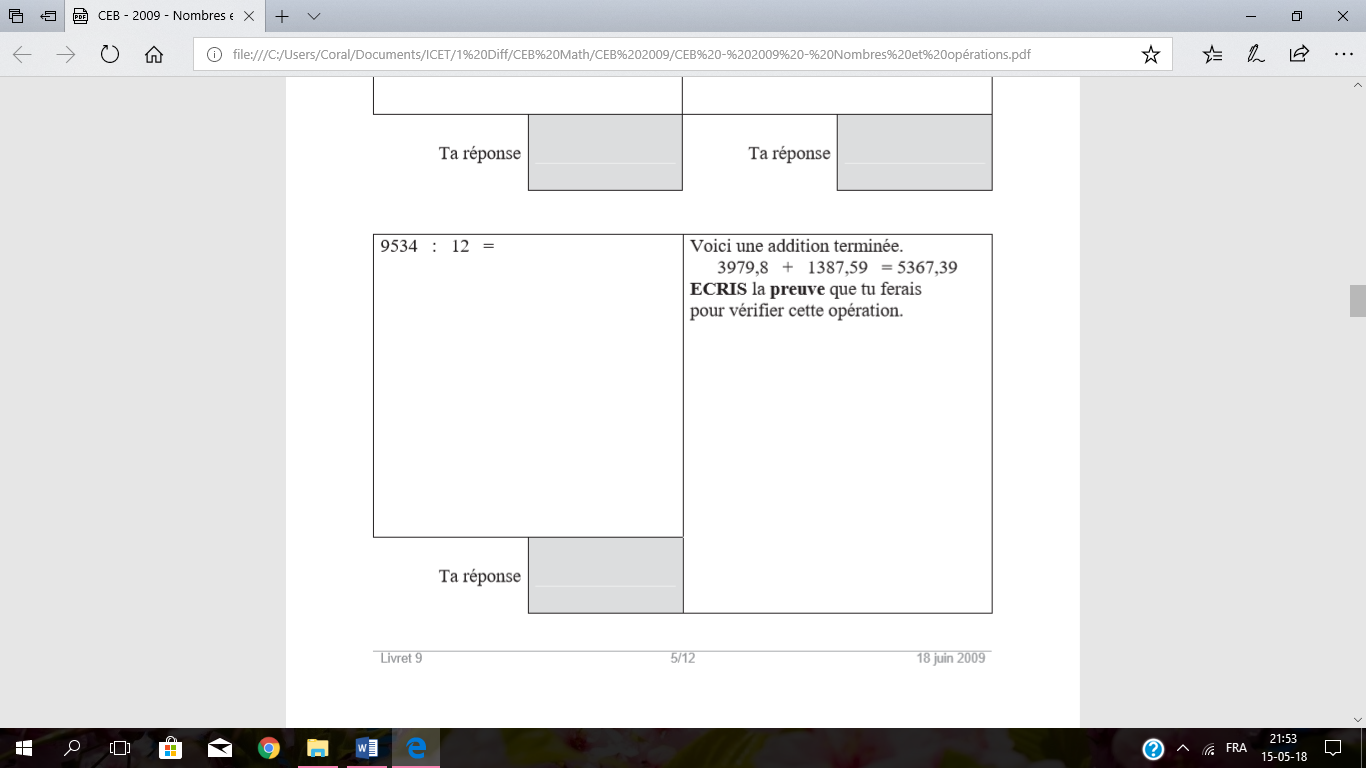 CEB - 2009 - Nombres e
file:///C:/Users/Coral/Documents/ICET/1%20Diff/CEB%20Math/CEB%202009/CEB%20-%202009%20-%20Nombres%20et%20opérations.pdf
Ta réponse
Ta réponse
9534 : 12 =
Voici une addition terminée.
3979,8 + 1387,59 = 5367,39
ECRIS la preuve que tu ferais
pour vérifier cette opération.
Ta réponse
Livret 9 5/12 18 juin 2009
FRA
21:53
15-05-18